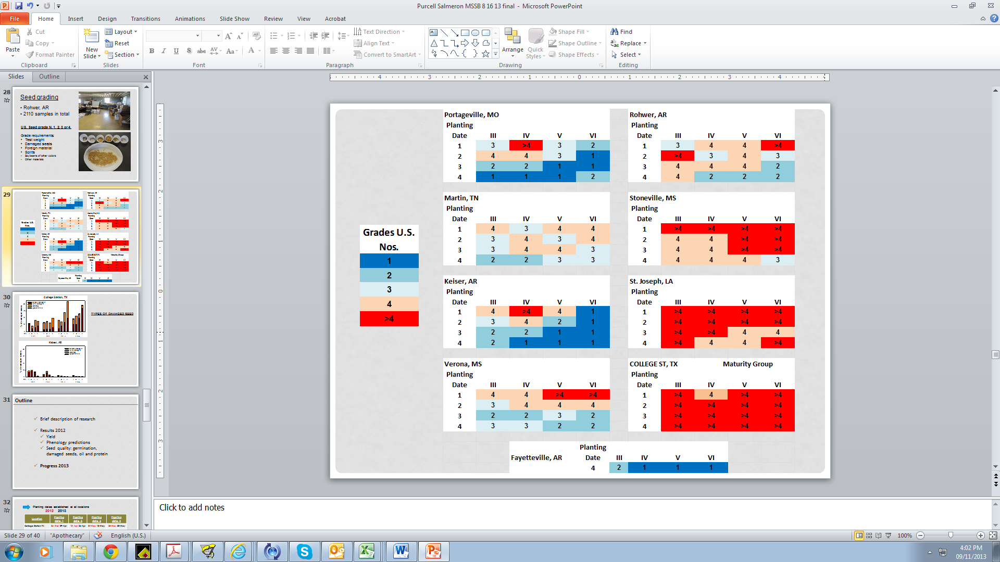 Purcell Salmeron MSSB 8 16 13 final - Microsoft PowerPoint
File Home Insert Design Transitions Animations Slide Show Review View Acrobat
Paste
Cut
Copy
Format Painter
Clipboard
New Slide
Layout
Reset
Section
Slides
Font
Text Direction
Align Text
Convert to SmartArt
Paragraph
Arrange
Quick Styles
Shape Fill
Shape Outline
Shape Effects
Drawing
Find
Replace
Select
Editing
Slides Outline
28
Seed grading
• Rohwer, AR
• 2110 samples in total
U.S. Seed grade N. 1, 2, 3 or 4.
Grade requirements:
• Test weight
• Damaged seeds
• Foreign material
• Splits
• Soybeans of other colors
• Other materials
29
30
College Station, TX
TYPES OF DAMAGED SEED
Keiser, AR
31
Outline
✓ Brief description of research
✓ Results 2012
✓ Yield
✓ Phenology predictions
✓ Seed quality: germination,
damaged seeds, oil and protein
✓ Progress 2013
32
Planting dates established at all locations
2012 2013
Location Planting date 1 Planting date 2 Planting date 3 Planting date 4
College Station TX
Grades U.S.
Nos.
1
2
3
4
>4
Portageville, MO
Planting
Date III IV V VI
1 3 >4 3 2
2 4 4 3 1
3 2 2 1 1
4 1 1 1 2
Rohwer, AR
Planting
Date III IV V VI
1 3 4 4 >4
2 >4 3 4 3
3 4 4 4 2
4 4 2 2 2
Martin, TN
Planting
Date III IV V VI
1 4 3 4 4
2 3 4 3 4
3 3 4 4 3
4 2 2 3 3
Stoneville, MS
Planting
Date III IV V VI
1 >4 >4 >4 >4
2 4 4 >4 >4
3 4 4 >4 >4
4 4 4 4 3
Keiser, AR
Planting
Date III IV V VI
1 4 >4 4 1
2 3 4 2 1
3 2 2 1 1
4 2 1 1 1
St. Joseph, LA
Planting
Date III IV V VI
1 >4 >4 >4 >4
2 >4 >4 >4 >4
3 >4 >4 4 4
4 >4 4 4 >4
Verona, MS
Planting
Date III IV V VI
1 4 4 >4 >4
2 3 4 4 4
3 2 2 3 2
4 3 3 2 2
COLLEGE ST, TX Maturity Group
Planting
Date III IV V VI
1 >4 4 >4 >4
2 >4 >4 >4 >4
3 >4 >4 >4 >4
4 >4 >4 >4 >4
Planting
Fayetteville, AR Date III IV V VI
4 2 1 1 1
Click to add notes
Slide 29 of 40 "Apothecary" English (U.S.)
100%
4:02 PM
09/11/2013